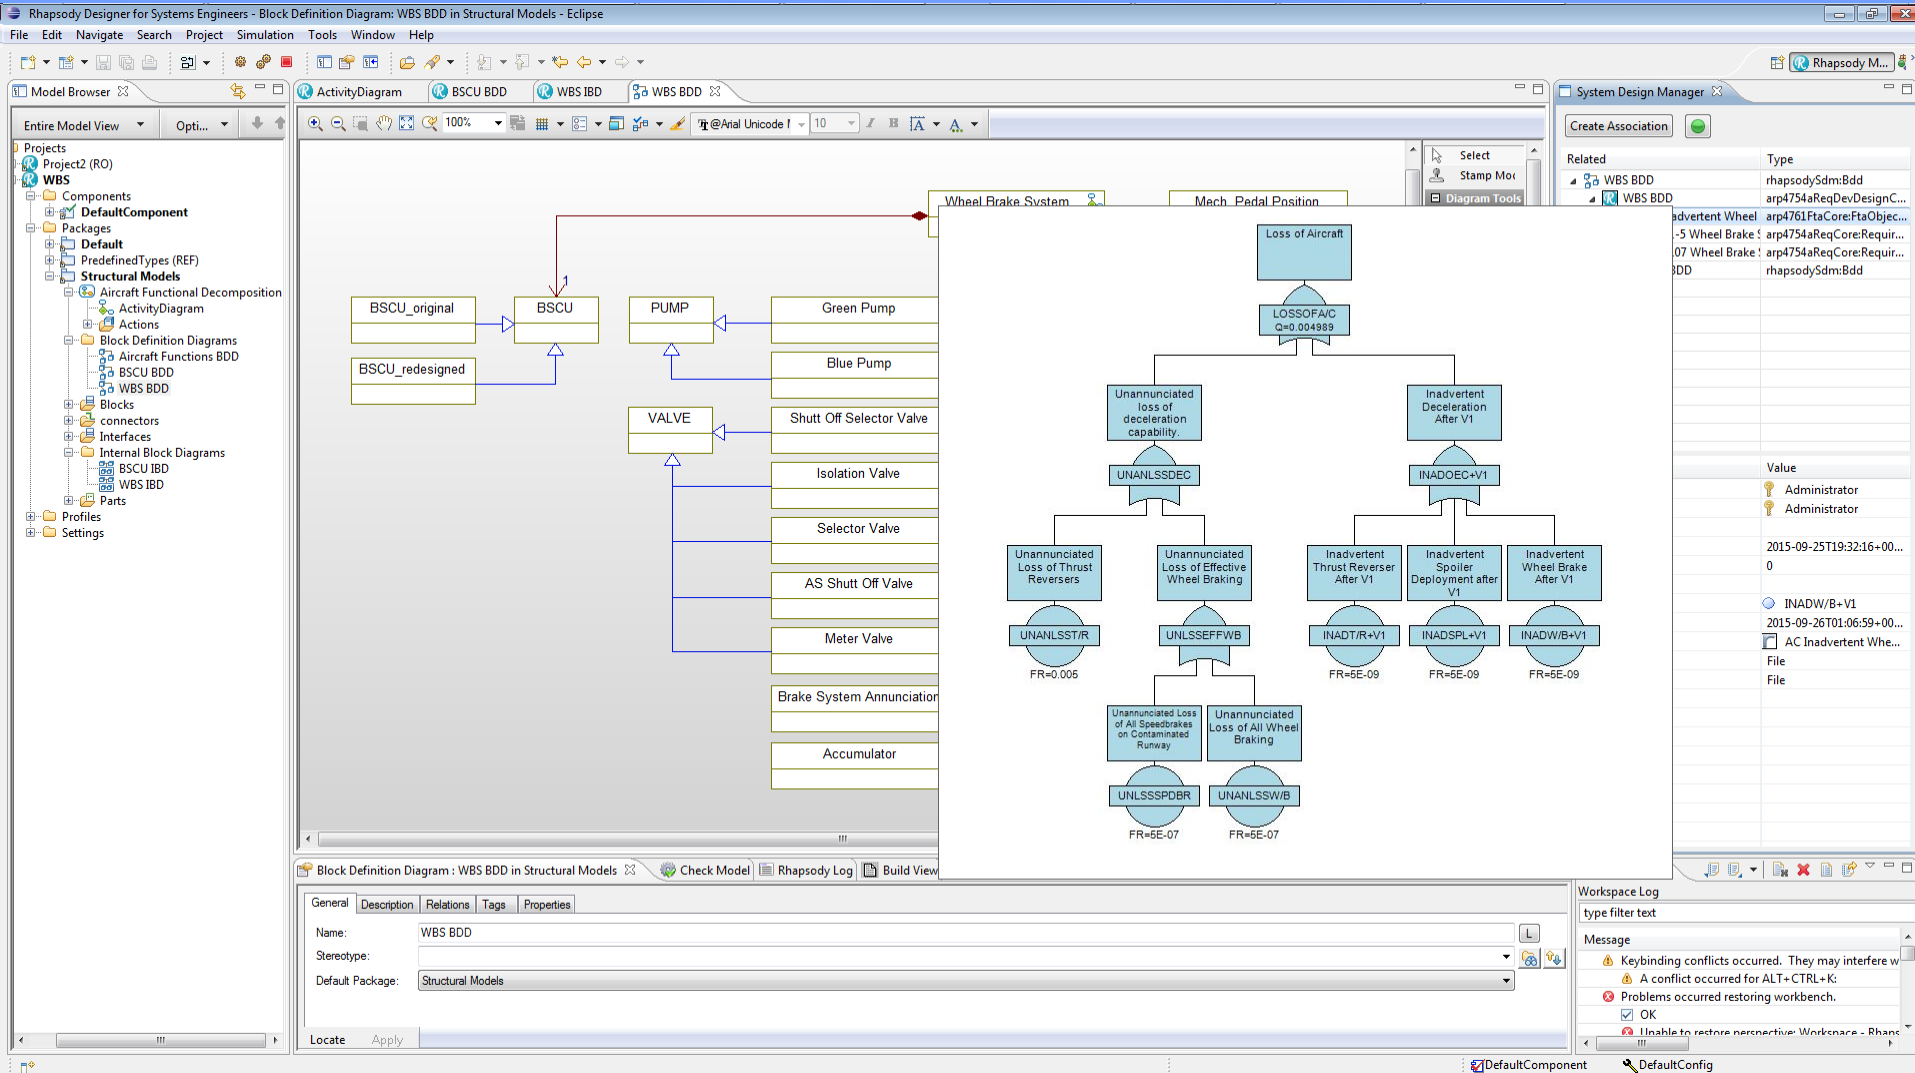 Rhapsody Designer for Systems Engineers - Block Definition Diagram: WBS BDD in Structural Models - Eclipse
File Edit Navigate Search Project Simulation Tools Window Help
Rhapsody M...
Model Browser
Entire Model View Opti...
Projects
Project2 (RO)
WBS
Components
DefaultComponent
Packages
Default
PredefinedTypes (REF)
Structural Models
Aircraft Functional Decomposition
ActivityDiagram
Actions
Block Definition Diagrams
Aircraft Functions BDD
BSCU BDD
WBS BDD
Blocks
connectors
Interfaces
Internal Block Diagrams
BSCU IBD
WBS IBD
Parts
Profiles
Settings
ActivityDiagram BSCU BDD WBS IBD WBS BDD
100% @Arial Unicode 10
Select
Stamp Mo
Diagram Tools
Wheel Brake System
Mech Pedal Position
1
BSCU_original
BSCU
PUMP
Green Pump
BSCU_redesigned
Blue Pump
VALVE
Shutt Off Selector Valve
Isolation Valve
Selector Valve
AS Shutt Off Valve
Meter Valve
Brake System Annunciation
Accumulator
Loss of Aircraft
LOSSOFA/C
Q=0.004989
Unannunciated
loss of
deceleration
capability.
UNANLSSDEC
Inadvertent
Deceleration
After V1
INADOEC+V1
Unannunciated
Loss of Thrust
Reversers
UNANLSST/R
FR=0.005
Unannunciated
Loss of Effective
Wheel Braking
UNLSSEFFWB
Inadvertent
Thrust Reverser
After V1
INADT/R+V1
FR=5E-09
Inadvertent
Spoiler
Deployment after
V1
INADSPL+V1
FR=5E-09
Inadvertent
Wheel Brake
After V1
INADW/B+V1
FR=5E-09
Unannunciated Loss
of All Speedbrakes
on Contaminated
Runway
UNLSSSPDBR
FR=5E-07
Unannunciated
Loss of All Wheel
Braking
UNANLSSW/B
FR=5E-07
System Design Manager
Create Association
Related Type
WBS BDD rhapsodySdm:Bdd
WBS BDD arp4754aReqDevDesignC...
advertent Wheel arp4761FtaCore:FtaObjec...
-5 Wheel Brake S arp4754aReqCore:Requir...
07 Wheel Brake S arp4754aReqCore:Requir...
BDD rhapsodySdm:Bdd
Value
Administrator
Administrator
2015-09-25T19:32:16+00...
0
INADW/B+V1
2015-09-26T01:06:59+00...
AC Inadvertent Whe...
File
File
Block Definition Diagram : WBS BDD in Structural Models Check Model Rhapsody Log Build View
General Description Relations Tags Properties
Name: WBS BDD L
Stereotype:
Default Package: Structural Models
Locate Apply
Workspace Log
type filter text
Message
Keybinding conflicts occurred. They may interfere w
A conflict occurred for ALT+CTRL+K:
Problems occurred restoring workbench.
OK
Unable to restore perspective: Workspace - Rhaps
DefaultComponent DefaultConfig